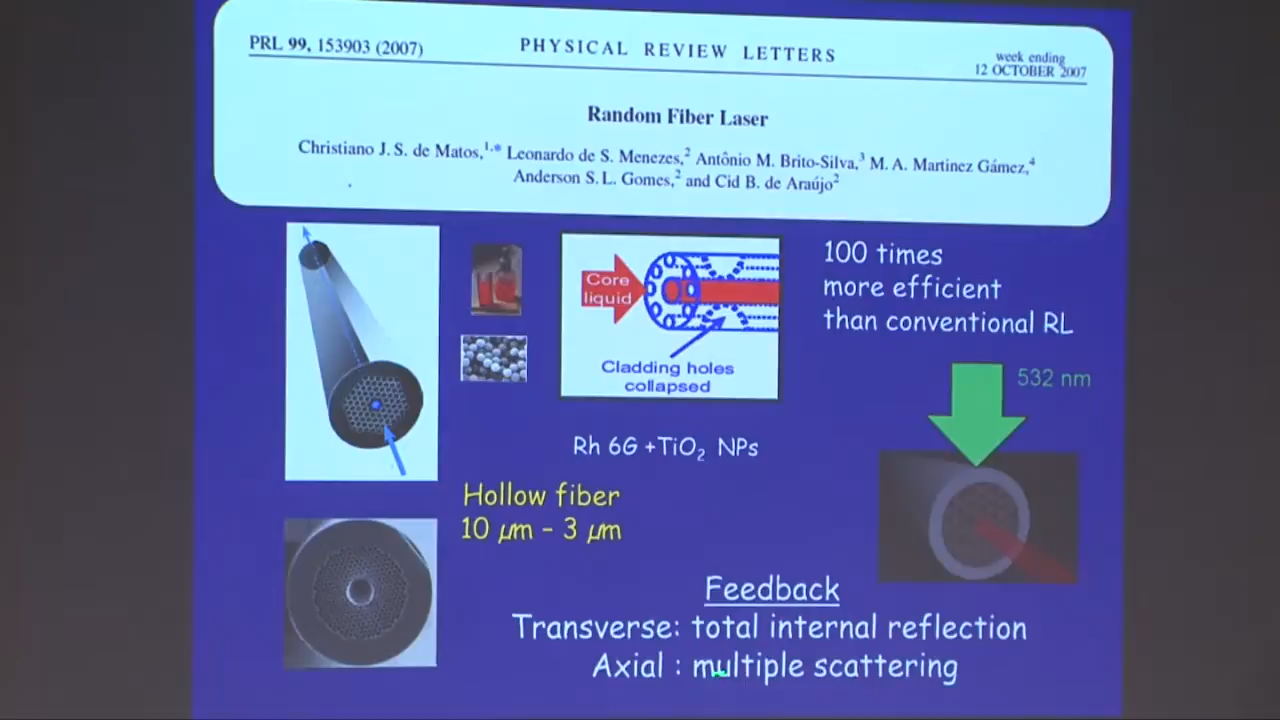 PRL 99, 153903 (2007)
PHYSICAL REVIEW LETTERS
week ending
12 OCTOBER 2007
Random Fiber Laser
Christiano J. S. de Matos,¹,* Leonardo de S. Menezes,² Antônio M. Brito-Silva,³ M. A. Martinez Gámez,⁴
Anderson S. L. Gomes,² and Cid B. de Araújo²
Core
liquid
Cladding holes
collapsed
100 times
more efficient
than conventional RL
532 nm
Rh 6G +TiO₂ NPs
Hollow fiber
10 μm - 3 μm
Feedback
Transverse: total internal reflection
Axial : multiple scattering